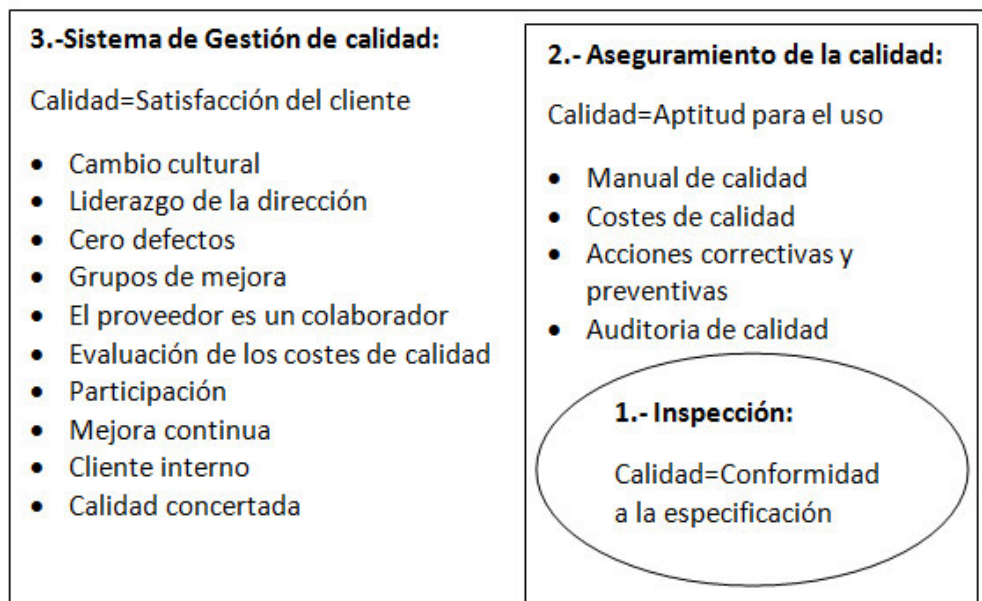 3.-Sistema de Gestión de calidad:
Calidad=Satisfacción del cliente
• Cambio cultural
• Liderazgo de la dirección
• Cero defectos
• Grupos de mejora
• El proveedor es un colaborador
• Evaluación de los costes de calidad
• Participación
• Mejora continua
• Cliente interno
• Calidad concertada
2.- Aseguramiento de la calidad:
Calidad=Aptitud para el uso
• Manual de calidad
• Costes de calidad
• Acciones correctivas y
preventivas
• Auditoria de calidad
1.- Inspección:
Calidad=Conformidad
a la especificación